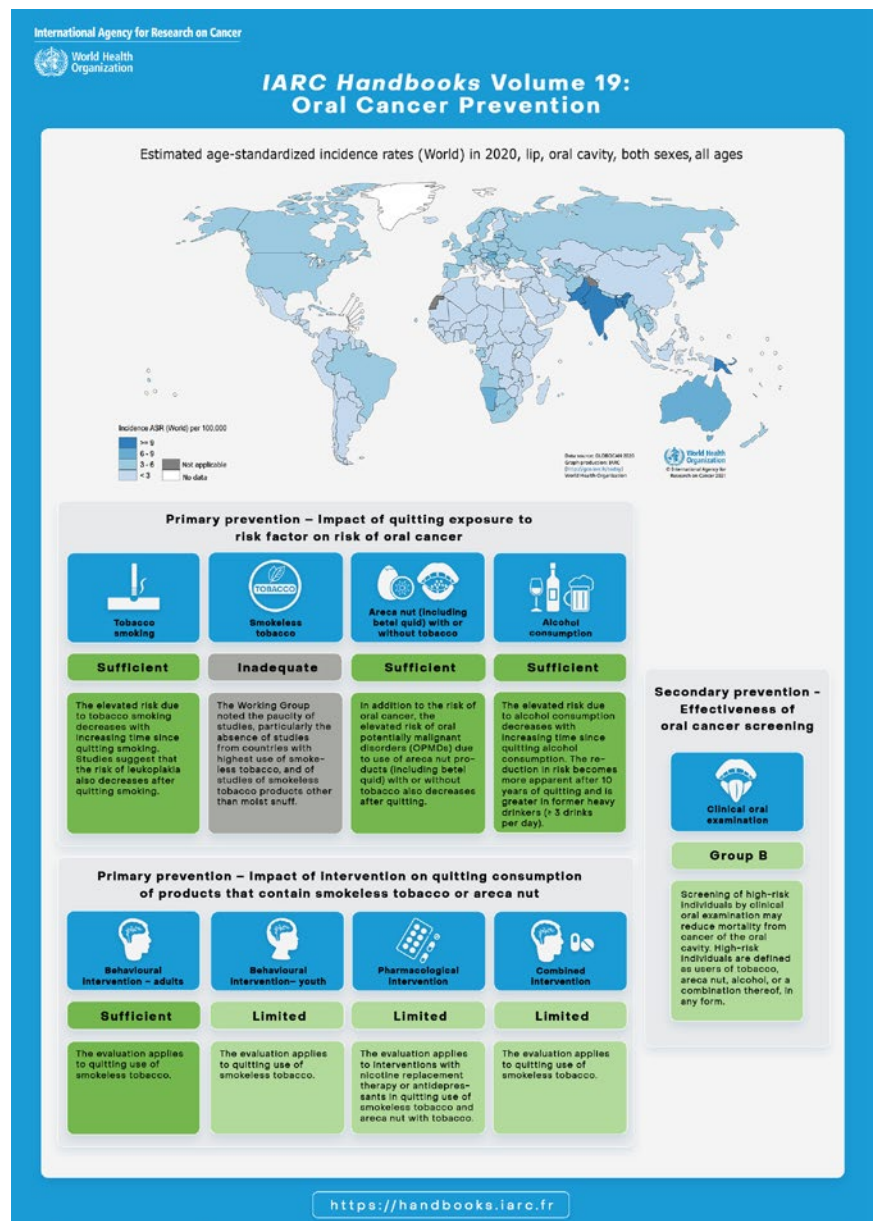 International Agency for Research on Cancer
World Health
Organization
IARC Handbooks Volume 19:
Oral Cancer Prevention
Estimated age-standardized incidence rates (World) in 2020, lip, oral cavity, both sexes, all ages
Incidence ASR (World) per 100,000
>= 9
6 - 9
3 - 6
< 3
Not applicable
No data
Data source: GLOBOCAN 2020
Graph production: IARC
World Health Organization
World Health
Organization
© International Agency for
Research on Cancer 2021
Primary prevention – Impact of quitting exposure to
risk factor on risk of oral cancer
Tobacco
smoking
Sufficient
The elevated risk due
to tobacco smoking
decreases with
increasing time since
quitting smoking.
Studies suggest that
the risk of leukoplakia
also decreases after
quitting smoking.
TOBACCO
Smokeless
tobacco
Inadequate
The Working Group
noted the paucity of
studies, particularly the
absence of studies
from countries with
highest use of smoke-
less tobacco, and of
studies of smokeless
tobacco products other
than moist snuff.
Areca nut (including
betel quid) with or
without tobacco
Sufficient
In addition to the risk of
oral cancer, the
elevated risk of oral
potentially malignant
disorders (OPMDs) due
to use of areca nut pro-
ducts (including betel
quid) with or without
tobacco also decreases
after quitting.
Alcohol
consumption
Sufficient
The elevated risk due
to alcohol consumption
decreases with
increasing time since
quitting alcohol
consumption. The re-
duction in risk becomes
more apparent after 10
years of quitting and is
greater in former heavy
drinkers (≥ 3 drinks
per day).
Primary prevention – Impact of intervention on quitting consumption
of products that contain smokeless tobacco or areca nut
Behavioural
intervention – adults
Sufficient
The evaluation applies
to quitting use of
smokeless tobacco.
Behavioural
intervention– youth
Limited
The evaluation applies
to quitting use of
smokeless tobacco.
Pharmacological
intervention
Limited
The evaluation applies
to interventions with
nicotine replacement
therapy or antidepres-
sants in quitting use of
smokeless tobacco and
areca nut with tobacco.
Combined
intervention
Limited
The evaluation applies
to quitting use of
smokeless tobacco.
Secondary prevention –
Effectiveness of
oral cancer screening
Clinical oral
examination
Group B
Screening of high-risk
individuals by clinical
oral examination may
reduce mortality from
cancer of the oral
cavity. High-risk
individuals are defined
as users of tobacco,
areca nut, alcohol, or a
combination thereof, in
any form.
https://handbooks.iarc.fr